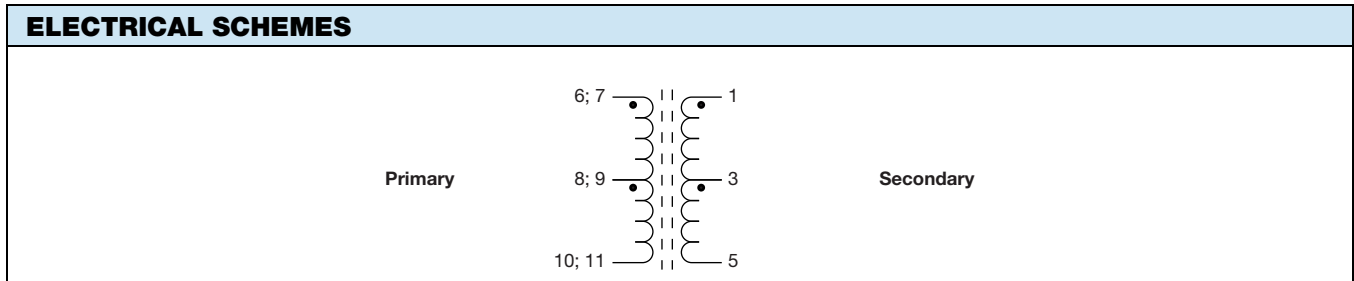 ELECTRICAL SCHEMES
6; 7 1
Primary 8; 9 3 Secondary
10; 11 5